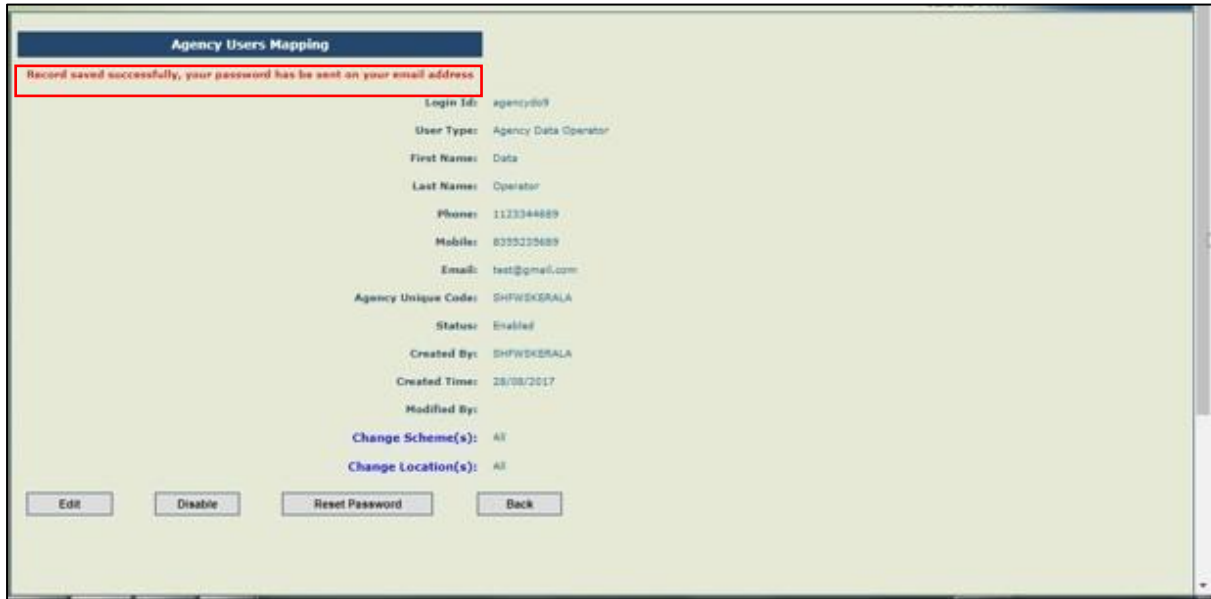 Agency Users Mapping
Record saved successfully, your password has be sent on your email address
Login Id: agencydo9
User Type: Agency Data Operator
First Name: Data
Last Name: Operator
Phone: 1123344689
Mobile: 8355235689
Email: test@gmail.com
Agency Unique Code: SHFWSKERALA
Status: Enabled
Created By: SHFWSKERALA
Created Time: 28/08/2017
Modified By:
Change Scheme(s): All
Change Location(s): All
Edit Disable Reset Password Back